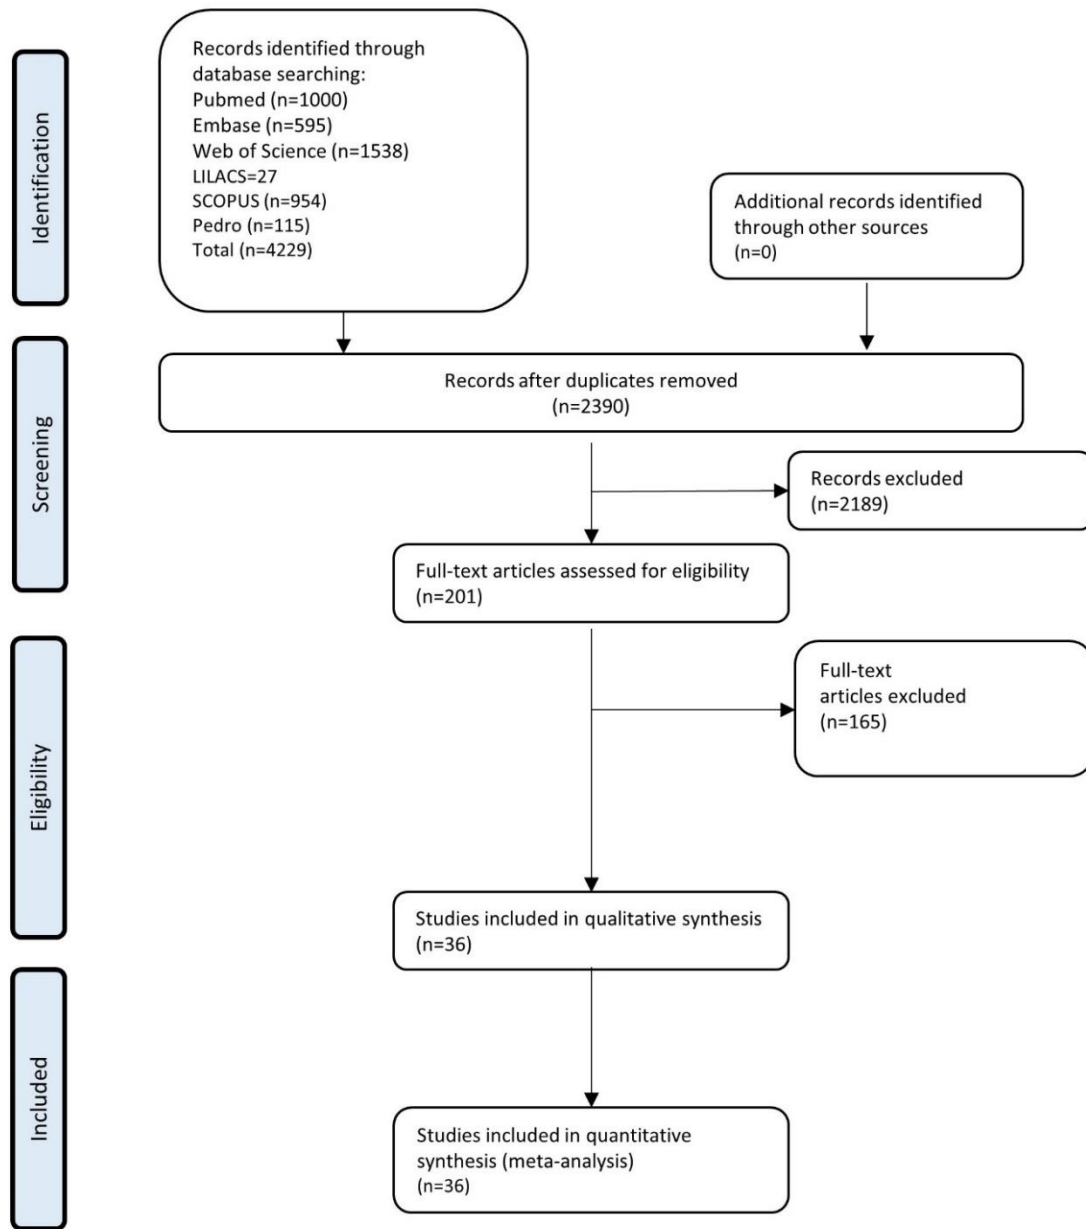 Identification
Records identified through
database searching:
Pubmed (n=1000)
Embase (n=595)
Web of Science (n=1538)
LILACS=27
SCOPUS (n=954)
Pedro (n=115)
Total (n=4229)
Additional records identified
through other sources
(n=0)
Screening
Records after duplicates removed
(n=2390)
Records excluded
(n=2189)
Full-text articles assessed for eligibility
(n=201)
Eligibility
Full-text
articles excluded
(n=165)
Studies included in qualitative synthesis
(n=36)
Included
Studies included in quantitative
synthesis (meta-analysis)
(n=36)